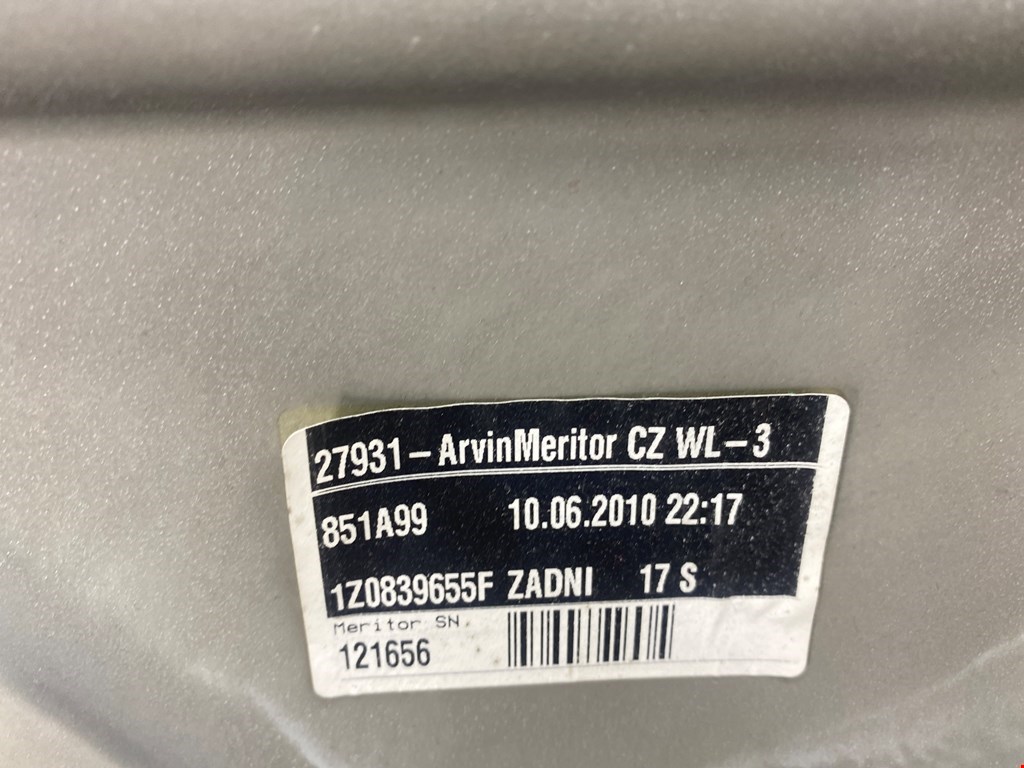 27931 – ArvinMeritor CZ WL – 3
851A99 10.06.2010 22:17
1Z0839655F ZADNI 17 S
Meritor SN.
121656